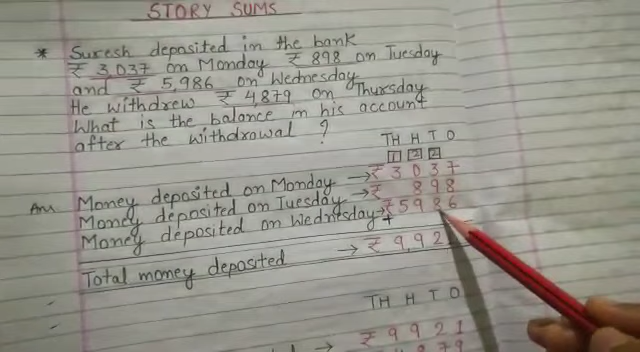 STORY SUMS
* Suresh deposited in the bank
₹ 3,037 on Monday ₹ 898 on Tuesday
and ₹ 5,986 on Wednesday
He withdrew ₹ 4,879 on Thursday
What is the balance in his account
after the withdrawal ?
TH H T O
1 2 2
Ans Money deposited on Monday → ₹ 3 0 3 7
Money deposited on Tuesday → ₹ 8 9 8
Money deposited on Wednesday → + ₹ 5 9 8 6
Total money deposited → ₹ 9,92
TH H T O
₹ 9 9 2 1
→ 8 7 9